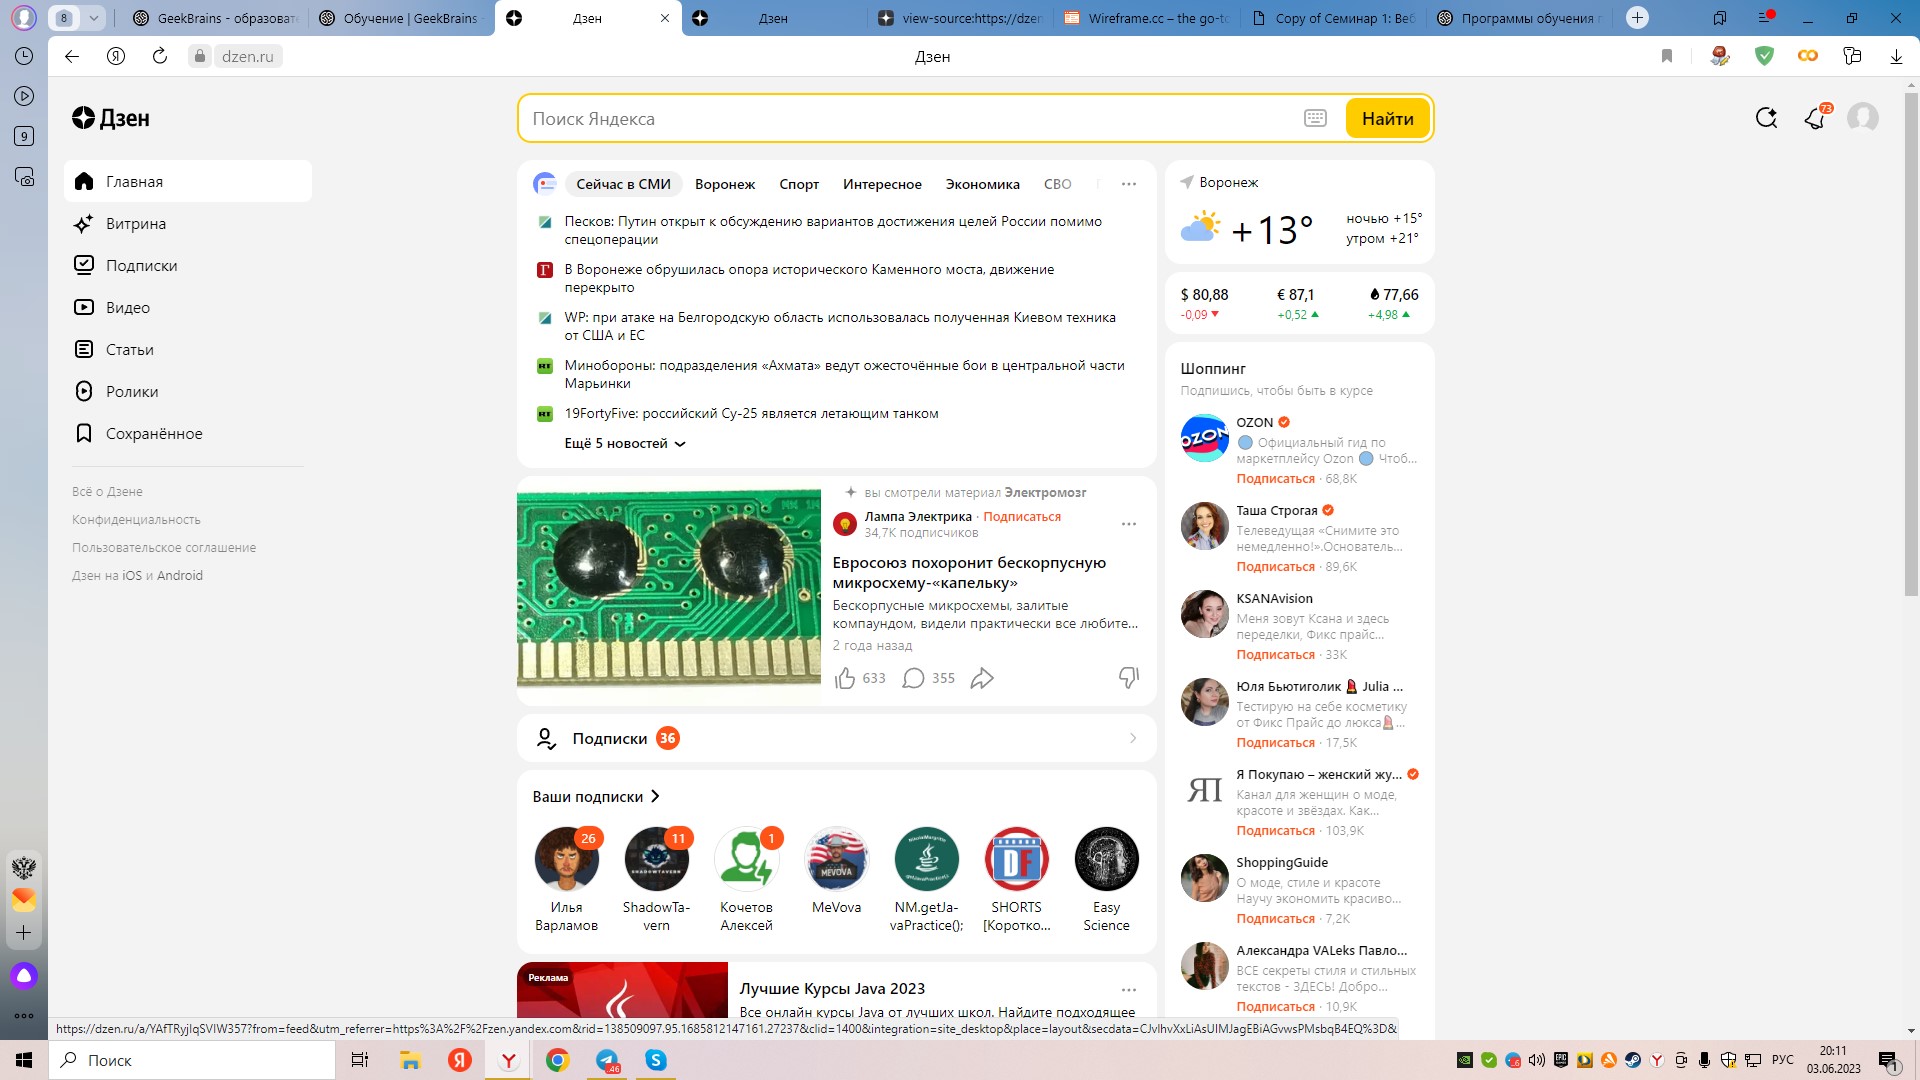 8
GeekBrains - образоват
Обучение | GeekBrains
Дзен
Дзен
view-source:https://dzen
Wireframe.cc – the go-to
Copy of Семинар 1: Веб
Программы обучения г
dzen.ru
Дзен
9
Дзен
Поиск Яндекса
Найти
73
Главная
Витрина
Подписки
Видео
Статьи
Ролики
Сохранённое
Всё о Дзене
Конфиденциальность
Пользовательское соглашение
Дзен на iOS и Android
Сейчас в СМИ
Воронеж
Спорт
Интересное
Экономика
СВО
Песков: Путин открыт к обсуждению вариантов достижения целей России помимо
спецоперации
В Воронеже обрушилась опора исторического Каменного моста, движение
перекрыто
WP: при атаке на Белгородскую область использовалась полученная Киевом техника
от США и ЕС
Минобороны: подразделения «Ахмата» ведут ожесточённые бои в центральной части
Марьинки
19FortyFive: российский Су-25 является летающим танком
Ещё 5 новостей
вы смотрели материал Электромозг
Лампа Электрика · Подписаться
34,7K подписчиков
Евросоюз похоронит бескорпусную
микросхему-«капельку»
Бескорпусные микросхемы, залитые
компаундом, видели практически все любите...
2 года назад
633
355
Подписки 36
Ваши подписки
26
11
1
SHADOWTAVERN
MEVOVA
DF
Илья
Варламов
ShadowTa-
vern
Кочетов
Алексей
MeVova
NM.getJa-
vaPractice();
SHORTS
[Коротко...
Easy
Science
Реклама
Лучшие Курсы Java 2023
Все онлайн курсы Java от лучших школ. Найдите подходящее
Воронеж
+13°
ночью +15°
утром +21°
$ 80,88
-0,09
€ 87,1
+0,52
77,66
+4,98
Шоппинг
Подпишись, чтобы быть в курсе
OZON
OZON
Официальный гид по
маркетплейсу Ozon Чтоб...
Подписаться · 68,8K
Таша Строгая
Телеведущая «Снимите это
немедленно!».Основатель...
Подписаться · 89,6K
KSANAvision
Меня зовут Ксана и здесь
переделки, Фикс прайс...
Подписаться · 33K
Юля Бьютиголик Julia ...
Тестирую на себе косметику
от Фикс Прайс до люкса...
Подписаться · 17,5K
ЯП
Я Покупаю – женский жу...
Канал для женщин о моде,
красоте и звёздах. Как...
Подписаться · 103,9K
ShoppingGuide
О моде, стиле и красоте
Научу экономить красиво...
Подписаться · 7,2K
Александра VALeks Павло...
ВСЕ секреты стиля и стильных
текстов - ЗДЕСЬ! Добро...
Подписаться · 10,9K
https://dzen.ru/a/YAfTRyjIqSVIW357?from=feed&utm_referrer=https%3A%2F%2Fzen.yandex.com&rid=138509097.95.1685812147161.27237&clid=1400&integration=site_desktop&place=layout&secdata=CJvlhvXxLiAsUIMJagEBiAGvwsPMsbqB4EQ%3D&
Поиск
РУС
20:11
03.06.2023
1